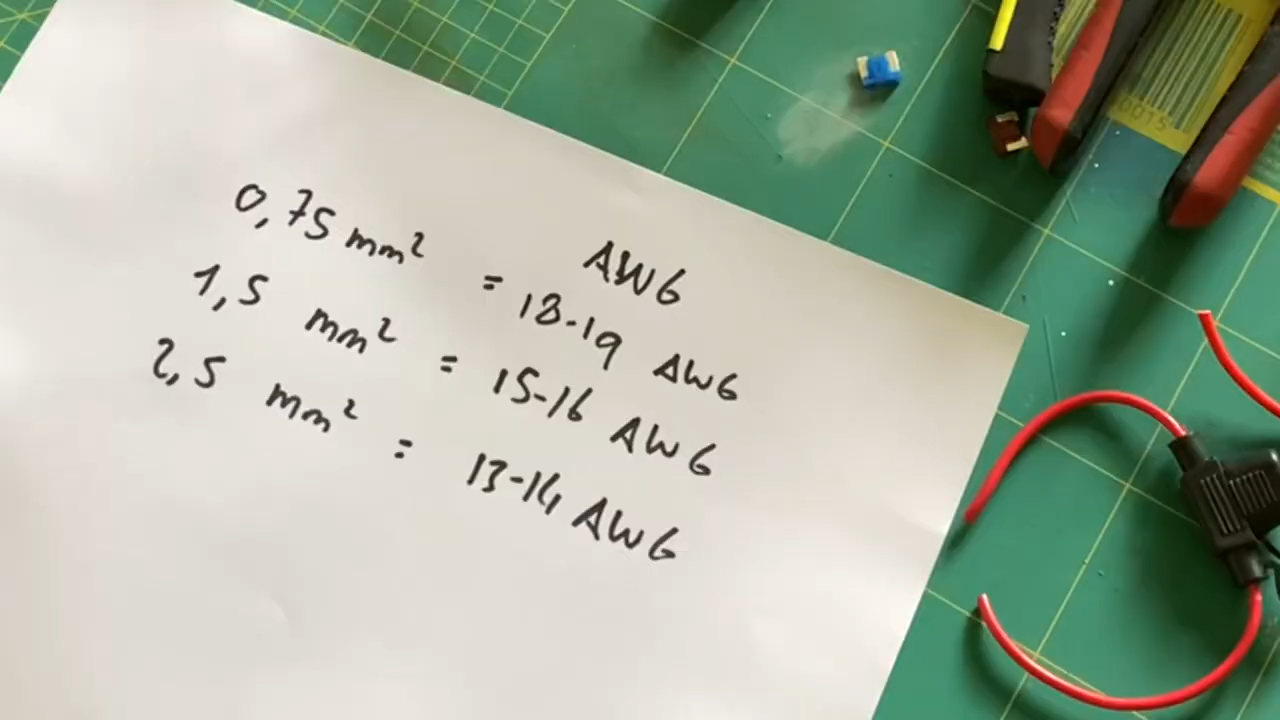 AWG
0,75 mm² = 18-19 AWG
1,5 mm² = 15-16 AWG
2,5 mm² = 13-14 AWG